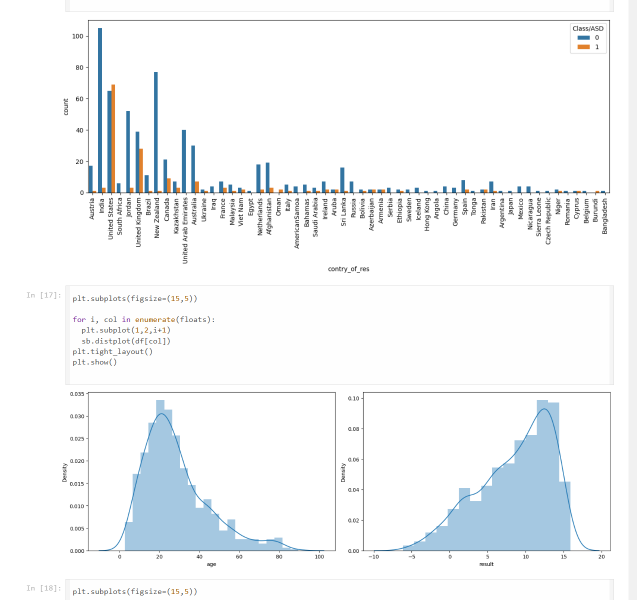 Class/ASD
0
1
100
80
60
40
20
0
count
Austria
India
United States
South Africa
Jordan
United Kingdom
Brazil
New Zealand
Canada
Kazakhstan
United Arab Emirates
Australia
Ukraine
Iraq
France
Malaysia
Viet Nam
Egypt
Netherlands
Afghanistan
Oman
Italy
AmericanSamoa
Bahamas
Saudi Arabia
Ireland
Aruba
Sri Lanka
Russia
Bolivia
Azerbaijan
Armenia
Serbia
Ethiopia
Sweden
Iceland
Hong Kong
Angola
China
Germany
Spain
Tonga
Pakistan
Iran
Argentina
Japan
Mexico
Nicaragua
Sierra Leone
Czech Republic
Niger
Romania
Cyprus
Belgium
Burundi
Bangladesh
contry_of_res
In [17]:
plt.subplots(figsize=(15,5))
for i, col in enumerate(floats):
plt.subplot(1,2,i+1)
sb.distplot(df[col])
plt.tight_layout()
plt.show()
0.035
0.030
0.025
0.020
0.015
0.010
0.005
0.000
Density
0 20 40 60 80 100
age
0.10
0.08
0.06
0.04
0.02
0.00
Density
−10 −5 0 5 10 15 20
result
In [18]:
plt.subplots(figsize=(15,5))